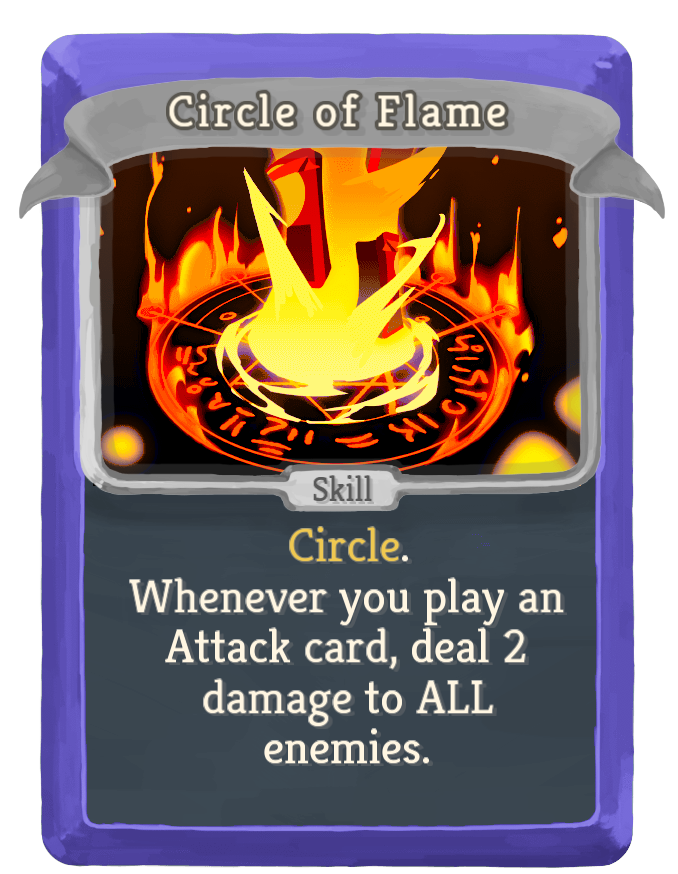 Circle of Flame
Skill
Circle.
Whenever you play an
Attack card, deal 2
damage to ALL
enemies.